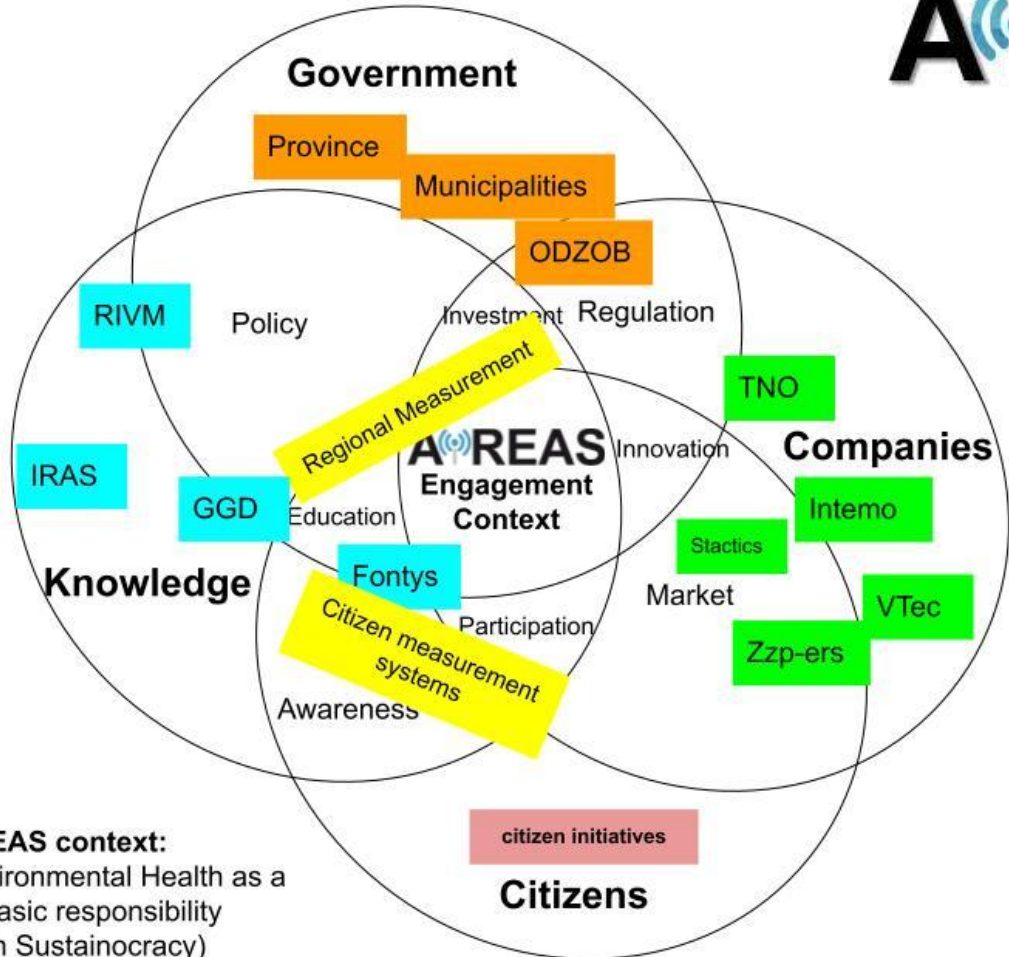 A
Government
Province
Municipalities
ODZOB
RIVM
Policy
Investment
Regulation
Regional Measurement
TNO
AiREAS
Engagement
Context
Innovation
Companies
IRAS
GGD
Education
Intemo
Stactics
Knowledge
Fontys
Market
VTec
Citizen measurement
systems
Participation
Zzp-ers
Awareness
citizen initiatives
Citizens
EAS context:
ironmental Health as a
asic responsibility
n Sustainocracy)